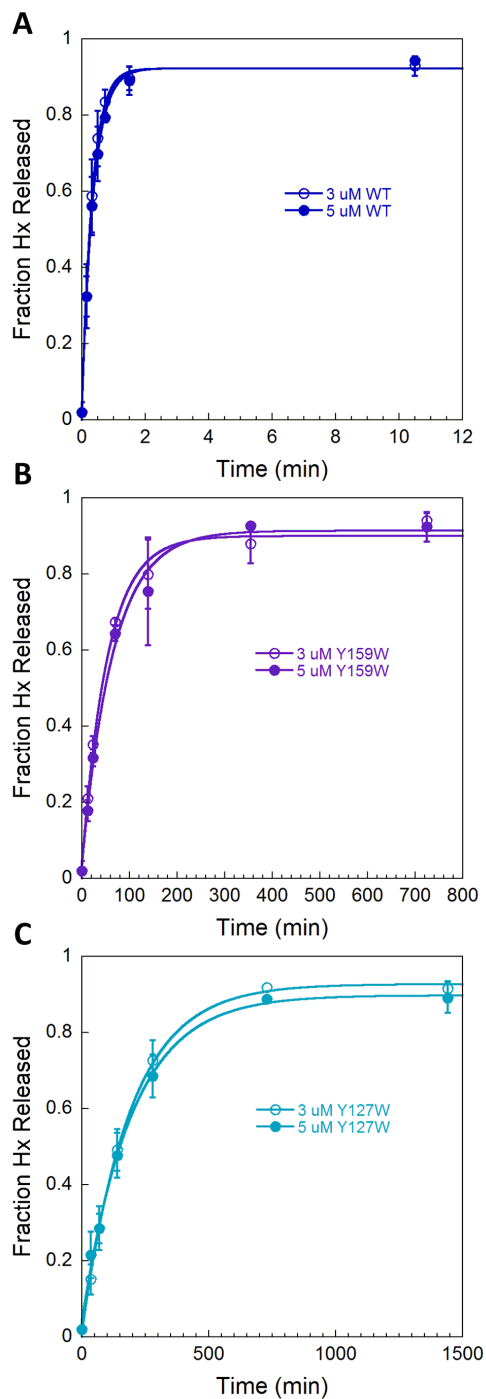 A
1
0.8
0.6
0.4
0.2
0
Fraction Hx Released
3 uM WT
5 uM WT
0 2 4 6 8 10 12
Time (min)
B
1
0.8
0.6
0.4
0.2
0
Fraction Hx Released
3 uM Y159W
5 uM Y159W
0 100 200 300 400 500 600 700 800
Time (min)
C
1
0.8
0.6
0.4
0.2
0
Fraction Hx Released
3 uM Y127W
5 uM Y127W
0 500 1000 1500
Time (min)